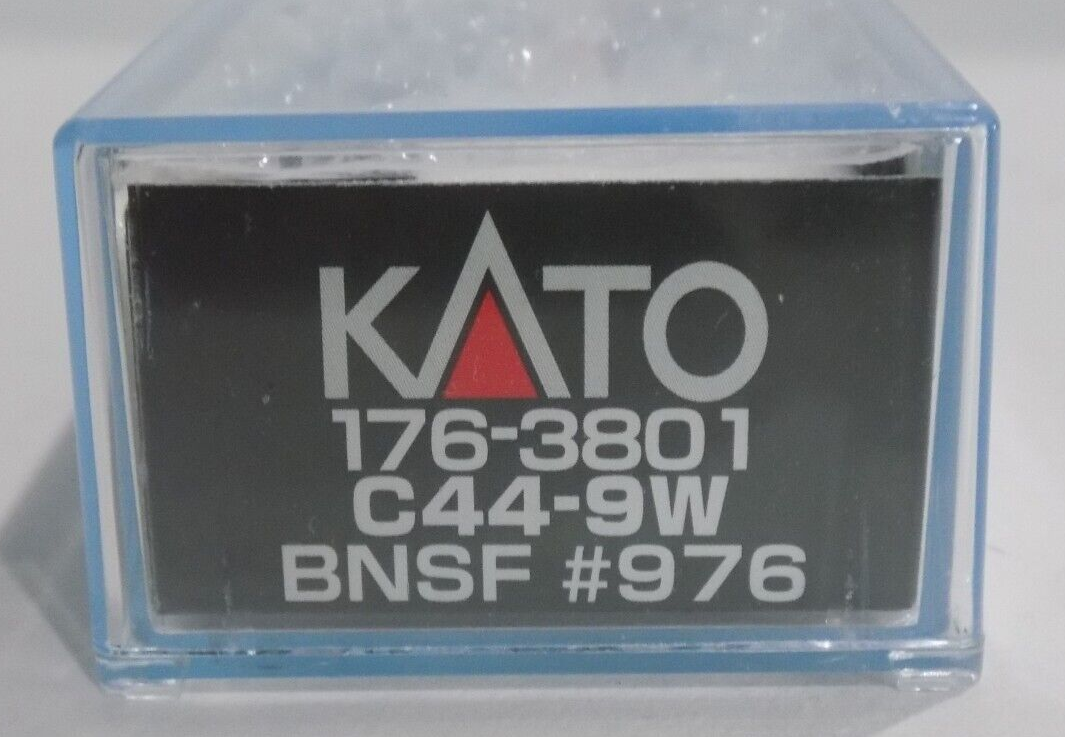 KATO
176-3801
C44-9W
BNSF #976